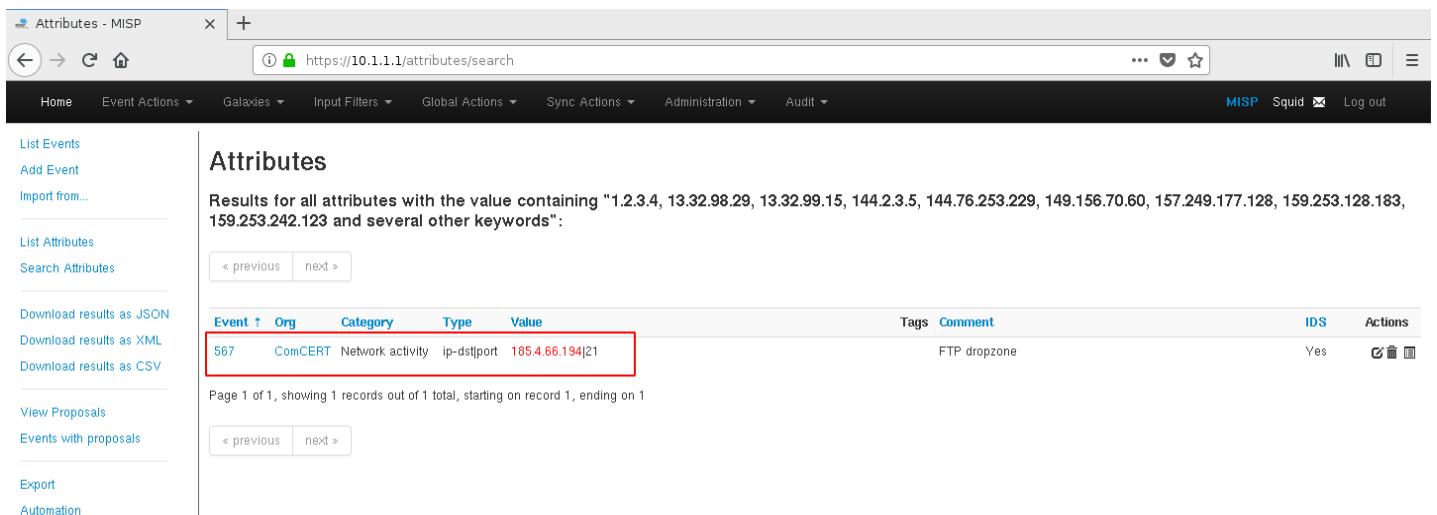 Attributes - MISP
https://10.1.1.1/attributes/search
Home Event Actions Galaxies Input Filters Global Actions Sync Actions Administration Audit MISP Squid Log out
List Events
Add Event
Import from...
List Attributes
Search Attributes
Download results as JSON
Download results as XML
Download results as CSV
View Proposals
Events with proposals
Export
Automation
Attributes
Results for all attributes with the value containing "1.2.3.4, 13.32.98.29, 13.32.99.15, 144.2.3.5, 144.76.253.229, 149.156.70.60, 157.249.177.128, 159.253.128.183,
159.253.242.123 and several other keywords":
« previous next »
Event ↑ Org Category Type Value Tags Comment IDS Actions
567 ComCERT Network activity ip-dst|port 185.4.66.194|21 FTP dropzone Yes
Page 1 of 1, showing 1 records out of 1 total, starting on record 1, ending on 1
« previous next »